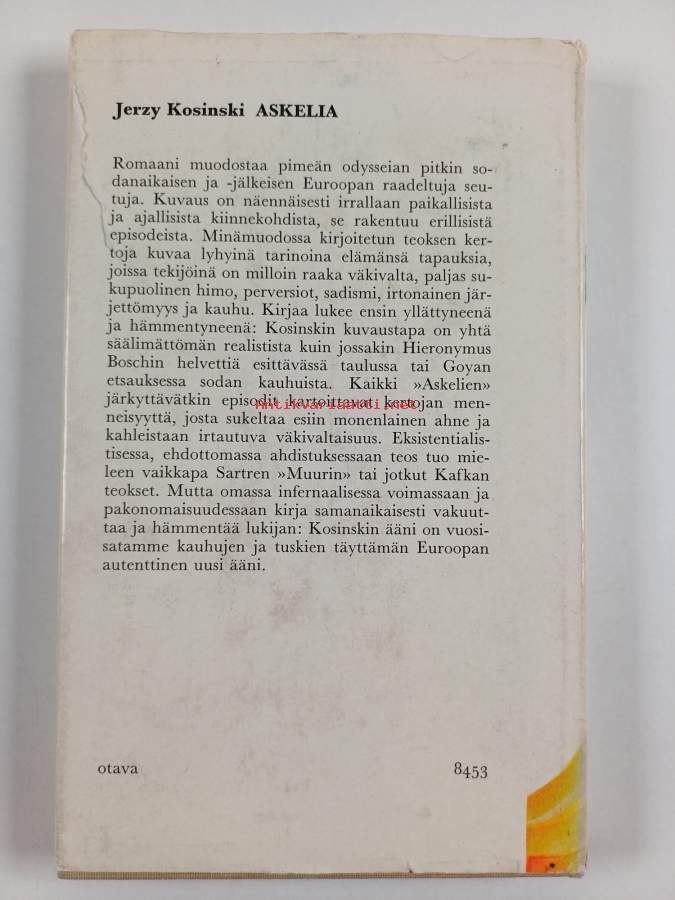 Jerzy Kosinski ASKELIA
Romaani muodostaa pimeän odysseian pitkin so-
danaikaisen ja -jälkeisen Euroopan raadeltuja seu-
tuja. Kuvaus on näennäisesti irrallaan paikallisista
ja ajallisista kiinnekohdista, se rakentuu erillisistä
episodeista. Minämuodossa kirjoitetun teoksen ker-
toja kuvaa lyhyinä tarinoina elämänsä tapauksia,
joissa tekijöinä on milloin raaka väkivalta, paljas su-
kupuolinen himo, perversiot, sadismi, irtonainen jär-
jettömyys ja kauhu. Kirjaa lukee ensin yllättyneenä
ja hämmentyneenä: Kosinskin kuvaustapa on yhtä
säälimättömän realistista kuin jossakin Hieronymus
Boschin helvettiä esittävässä taulussa tai Goyan
etsauksessa sodan kauhuista. Kaikki »Askelien»
järkyttävätkin episodit kartoittavat kertojan men-
Antikvariaatti.net
neisyyttä, josta sukeltaa esiin monenlainen ahne ja
kahleistaan irtautuva väkivaltaisuus. Eksistentialis-
tisessa, ehdottomassa ahdistuksessaan teos tuo mie-
leen vaikkapa Sartren »Muurin» tai jotkut Kafkan
teokset. Mutta omassa infernaalisessa voimassaan ja
pakonomaisuudessaan kirja samanaikaisesti vakuut-
taa ja hämmentää lukijan: Kosinskin ääni on vuosi-
satamme kauhujen ja tuskien täyttämän Euroopan
autenttinen uusi ääni.
otava 8453